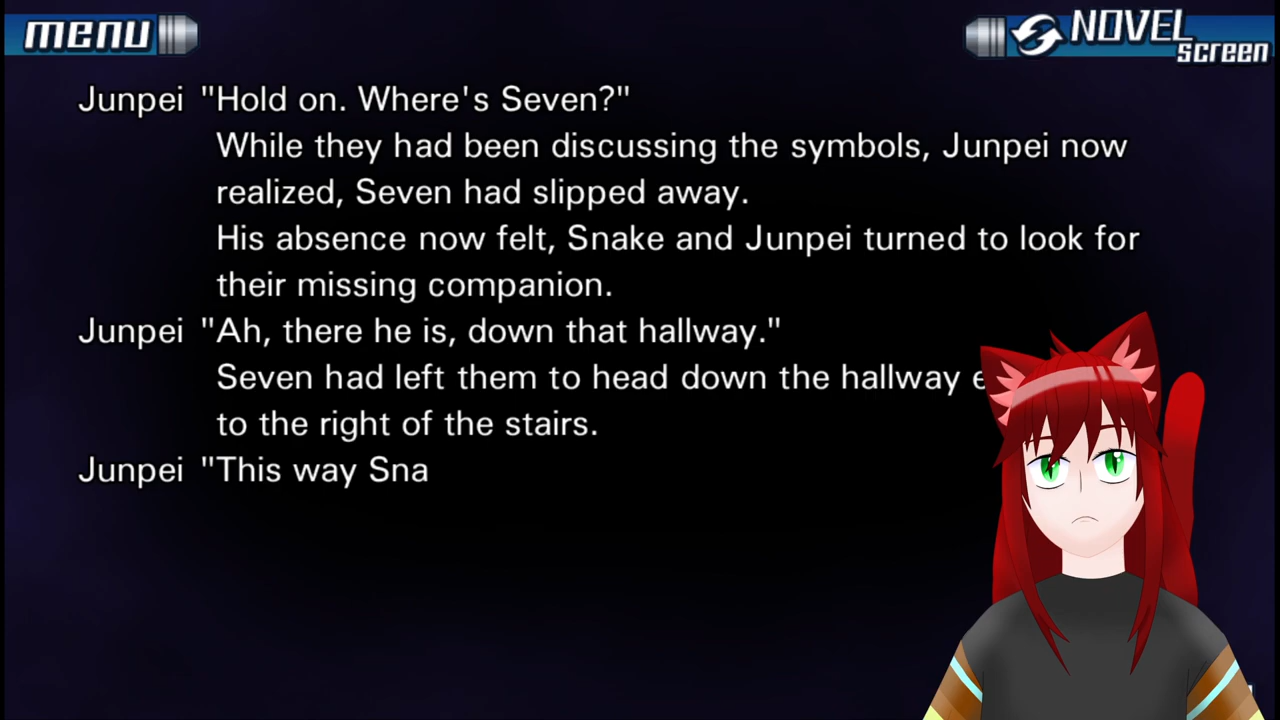 menu
NOVEL
screen
Junpei "Hold on. Where's Seven?"
While they had been discussing the symbols, Junpei now
realized, Seven had slipped away.
His absence now felt, Snake and Junpei turned to look for
their missing companion.
Junpei "Ah, there he is, down that hallway."
Seven had left them to head down the hallway
to the right of the stairs.
Junpei "This way Sna